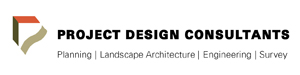 PROJECT DESIGN CONSULTANTS
Planning | Landscape Architecture | Engineering | Survey